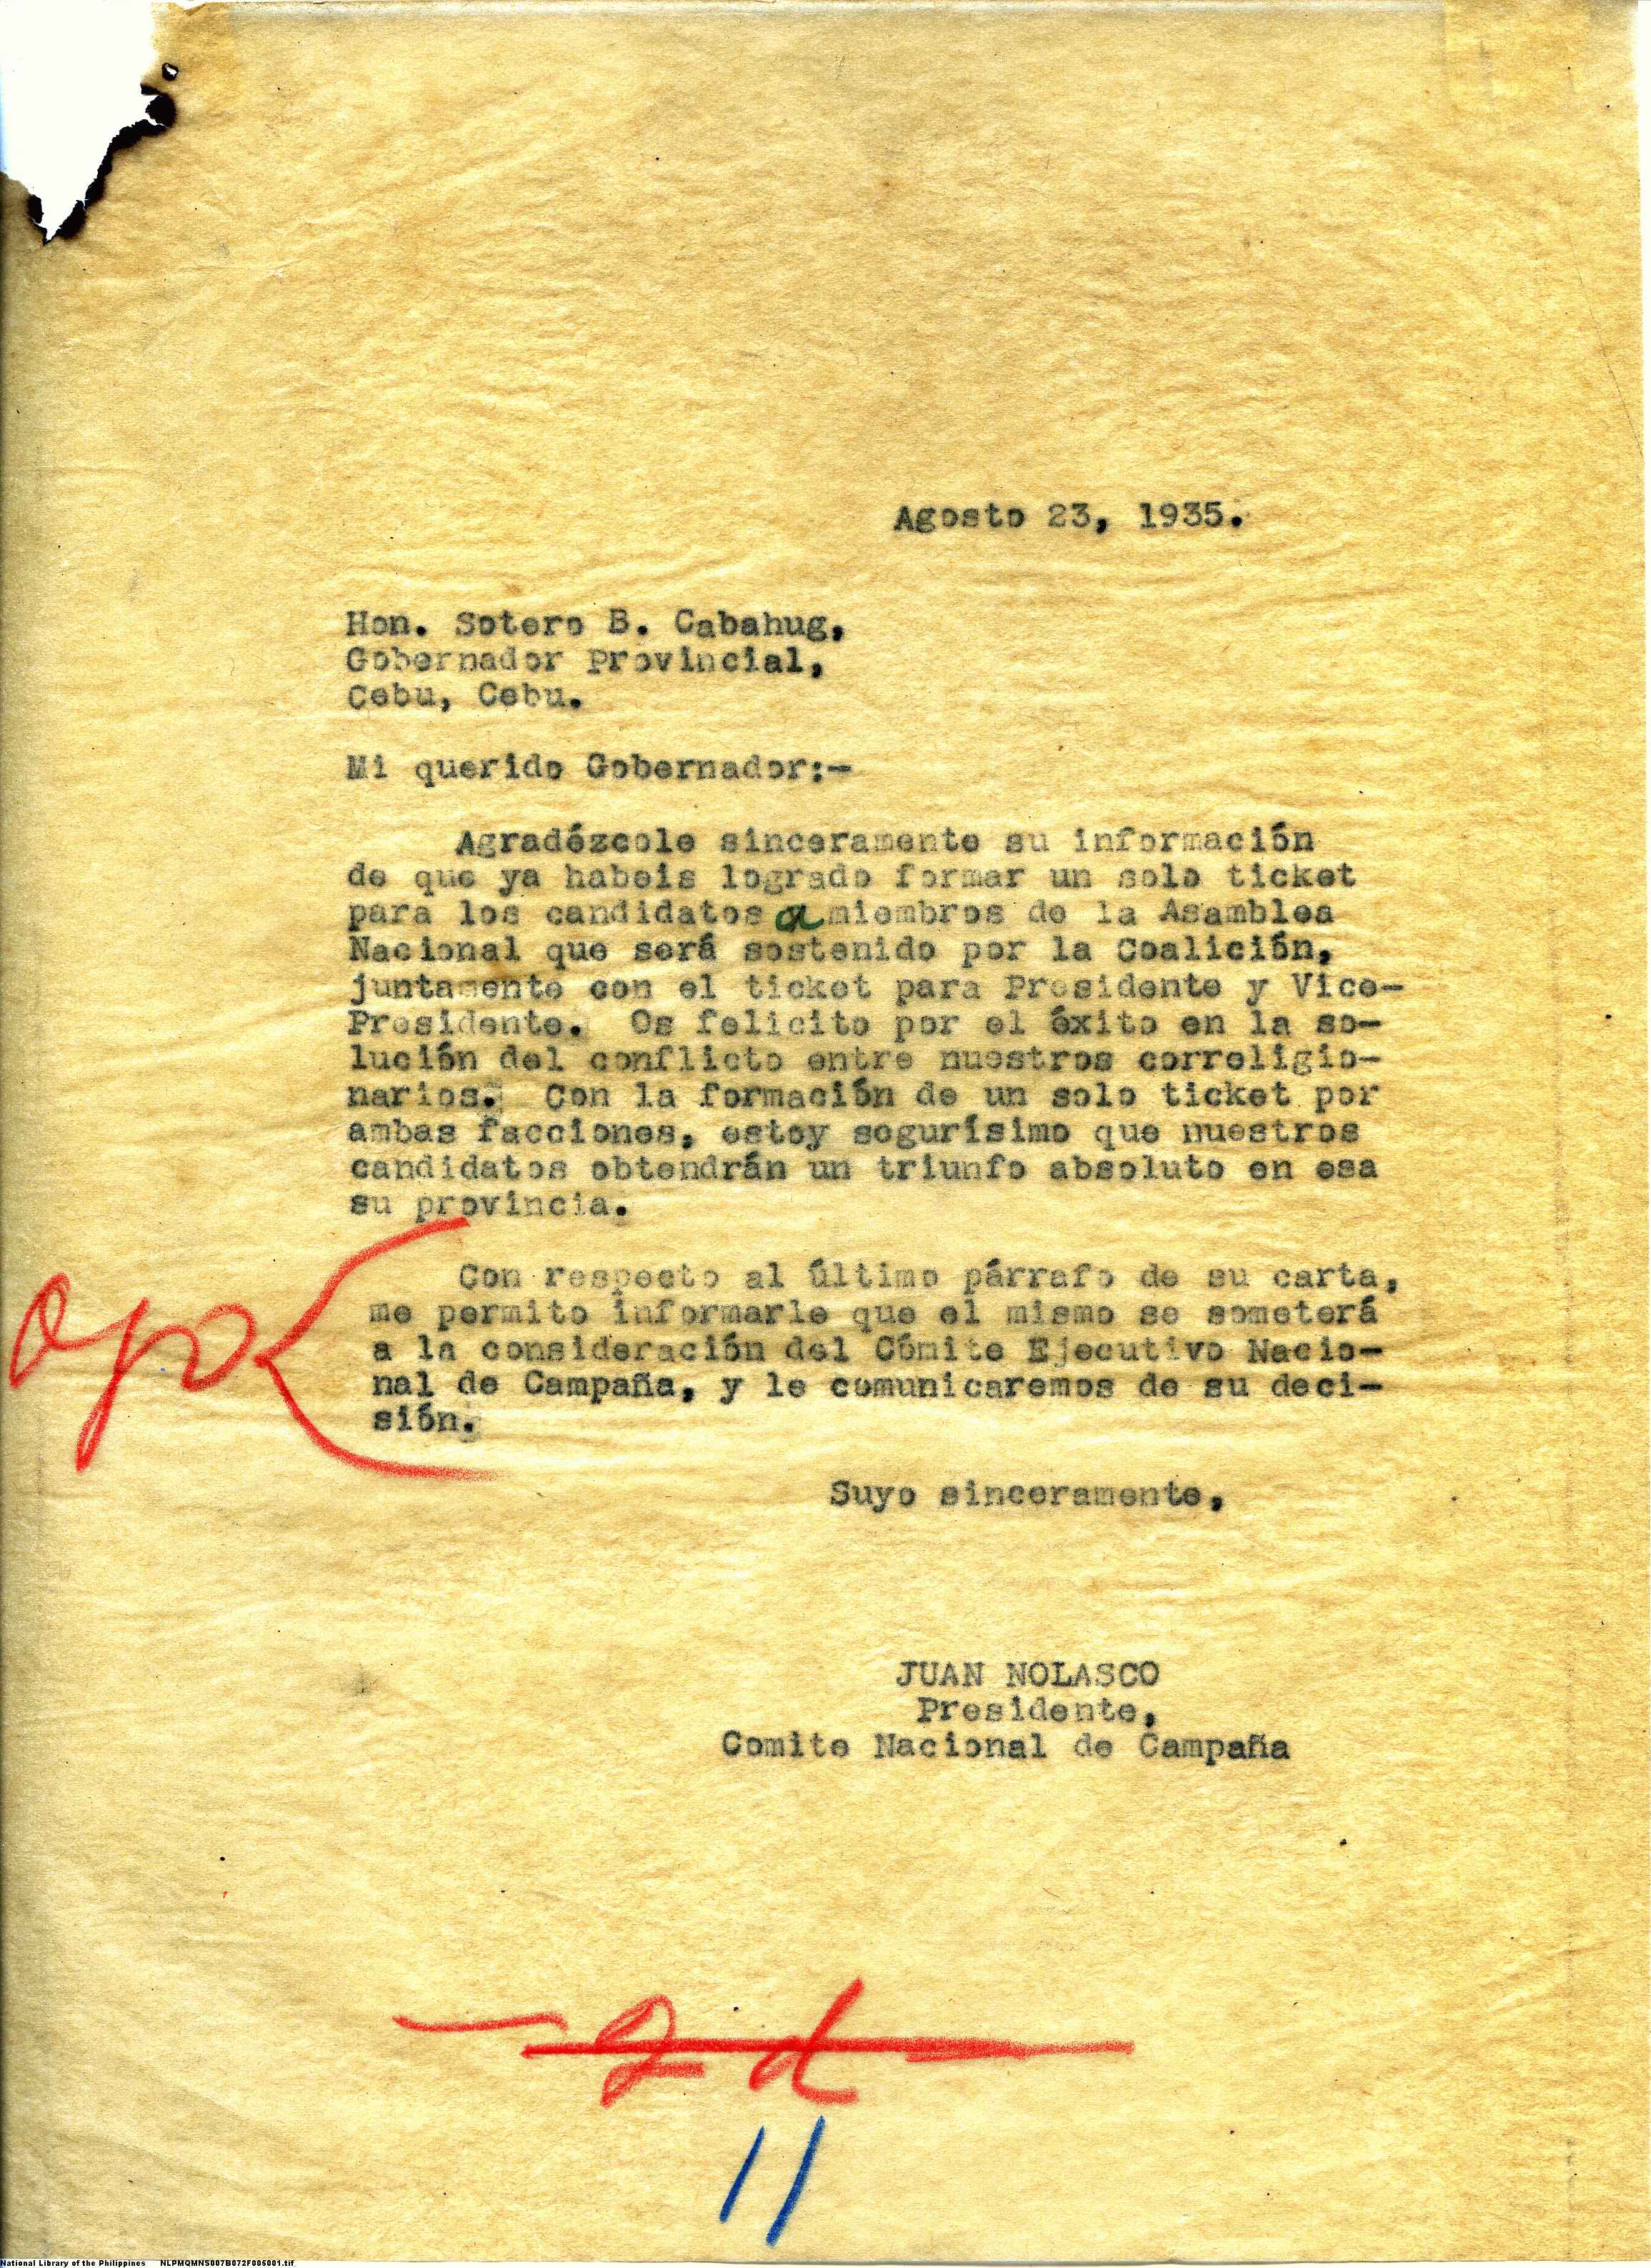 Agosto 23, 1935.
Hon. Sotero B. Cabahug,
Gobernador Provincial,
Cebu, Cebu.
Mi querido Gobernador:-
Agradézcole sinceramente su información
de que ya habeis logrado formar un solo ticket
para los candidatos a miembros de la Asamblea
Nacional que será sostenido por la Coalición,
juntamente con el ticket para Presidente y Vice-
Presidente. Os felicito por el éxito en la so-
lución del conflicto entre nuestros correligio-
narios. Con la formación de un solo ticket por
ambas facciones, estoy segurísimo que nuestros
candidatos obtendrán un triunfo absoluto en esa
su provincia.
ojo
Con respecto al último párrafo de su carta,
me permito informarle que el mismo se someterá
a la consideración del Cómite Ejecutivo Nacio-
nal de Campaña, y le comunicaremos de su deci-
sión.
Suyo sinceramente,
JUAN NOLASCO
Presidente,
Comite Nacional de Campaña
2 d
11
National Library of the Philippines NLPMQMNS007B072F005001.tif